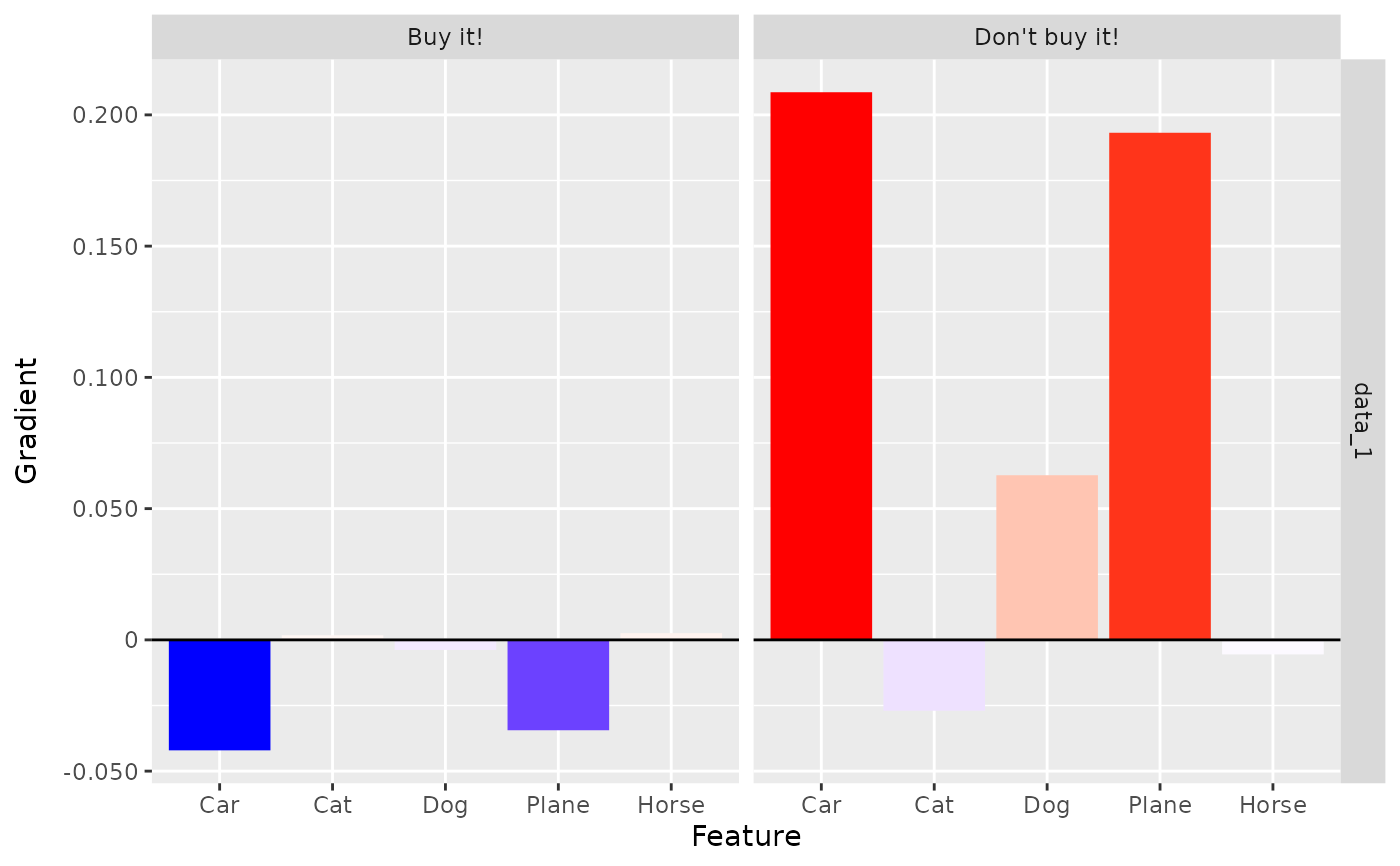 Buy it!
Don't buy it!
0.200
0.150
0.100
0.050
0
-0.050
Gradient
data_1
Car Cat Dog Plane Horse
Car Cat Dog Plane Horse
Feature